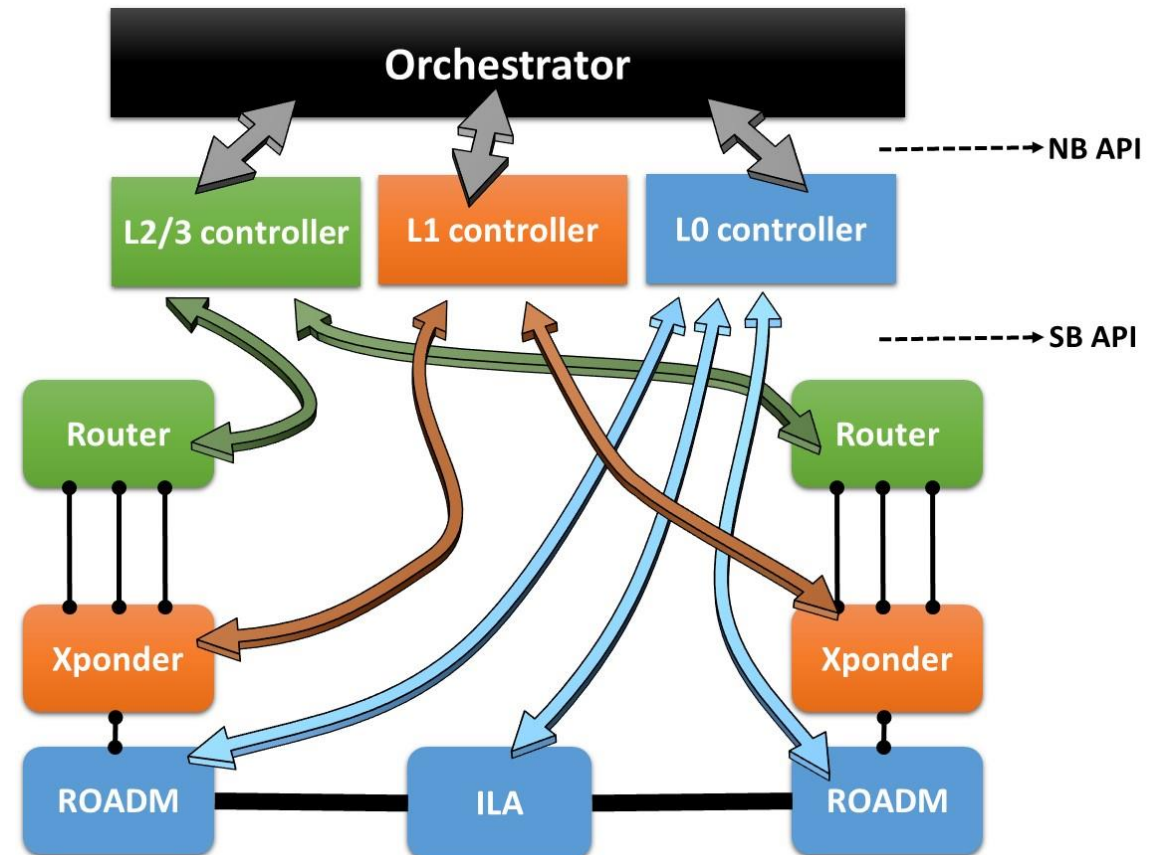 Orchestrator
NB API
L2/3 controller
L1 controller
L0 controller
SB API
Router
Router
Xponder
Xponder
ROADM
ILA
ROADM